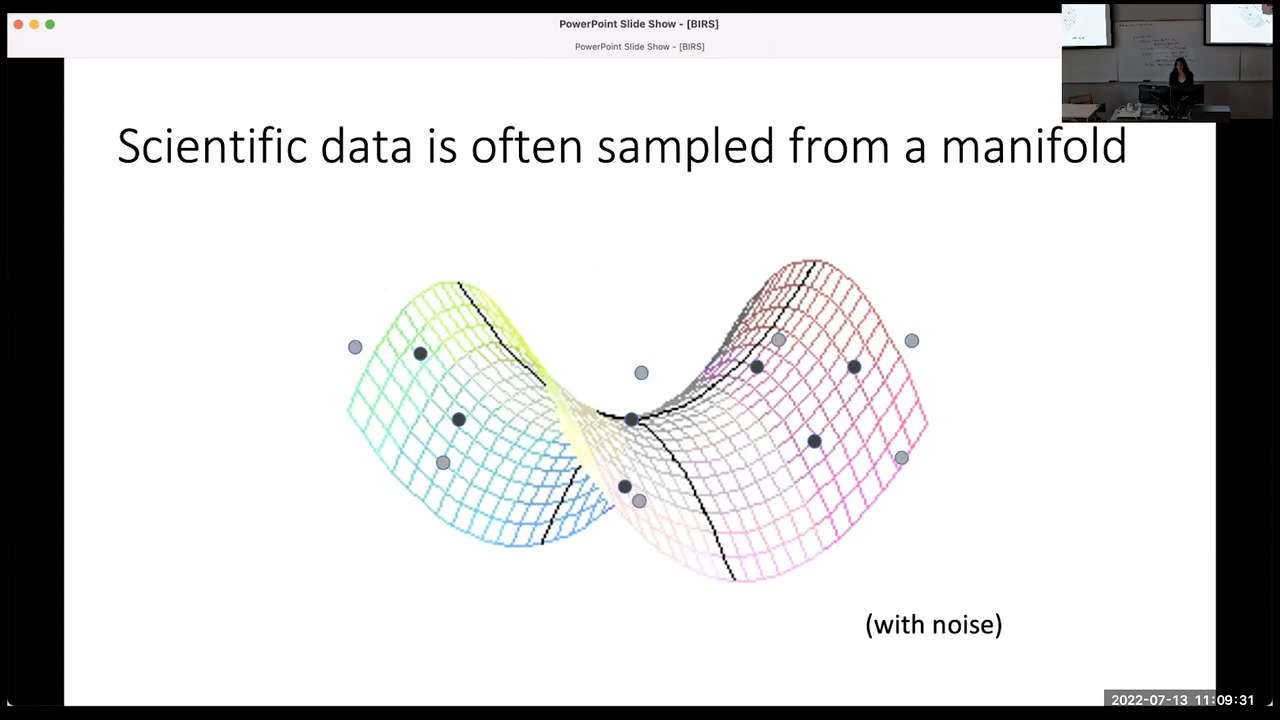 PowerPoint Slide Show - [BIRS]
PowerPoint Slide Show - [BIRS]
Scientific data is often sampled from a manifold
(with noise)
2022-07-13 11:09:31